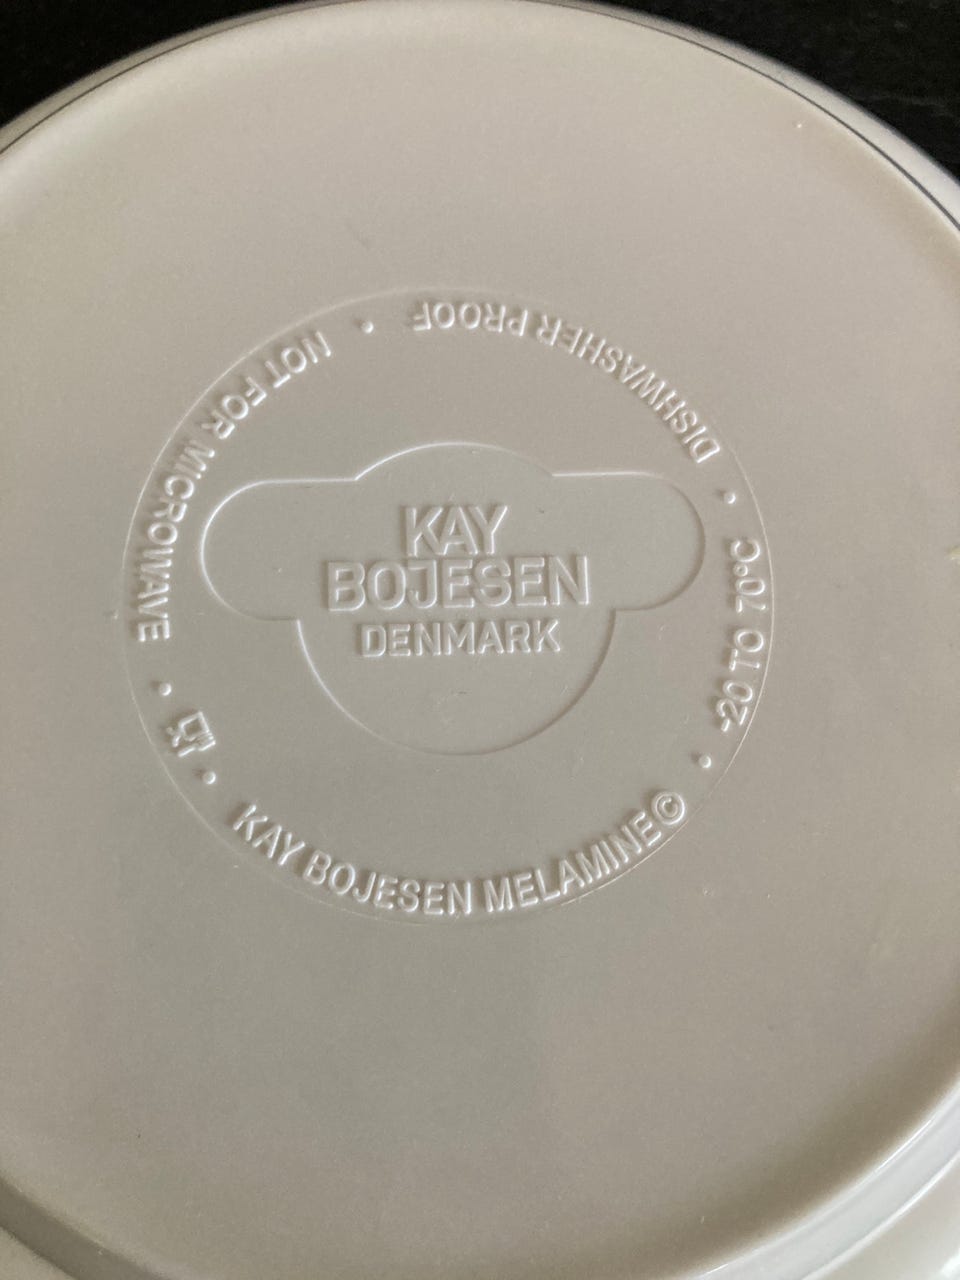 KAY
BOJESEN
DENMARK
KAY BOJESEN MELAMINE©
-20 TO 70°C
DISHWASHER PROOF
NOT FOR MICROWAVE